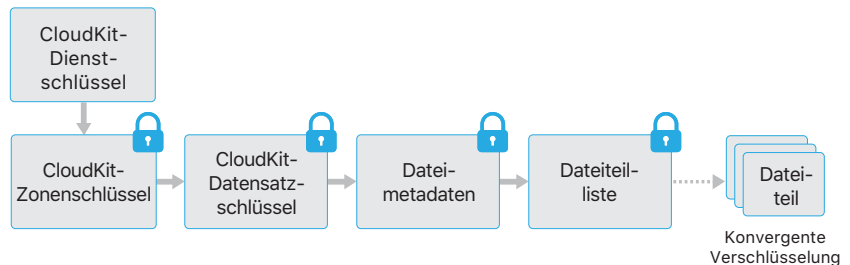 CloudKit-
Dienst-
schlüssel
CloudKit-
Zonenschlüssel
CloudKit-
Datensatz-
schlüssel
Datei-
metadaten
Dateiteil-
liste
Datei-
teil
Konvergente
Verschlüsselung